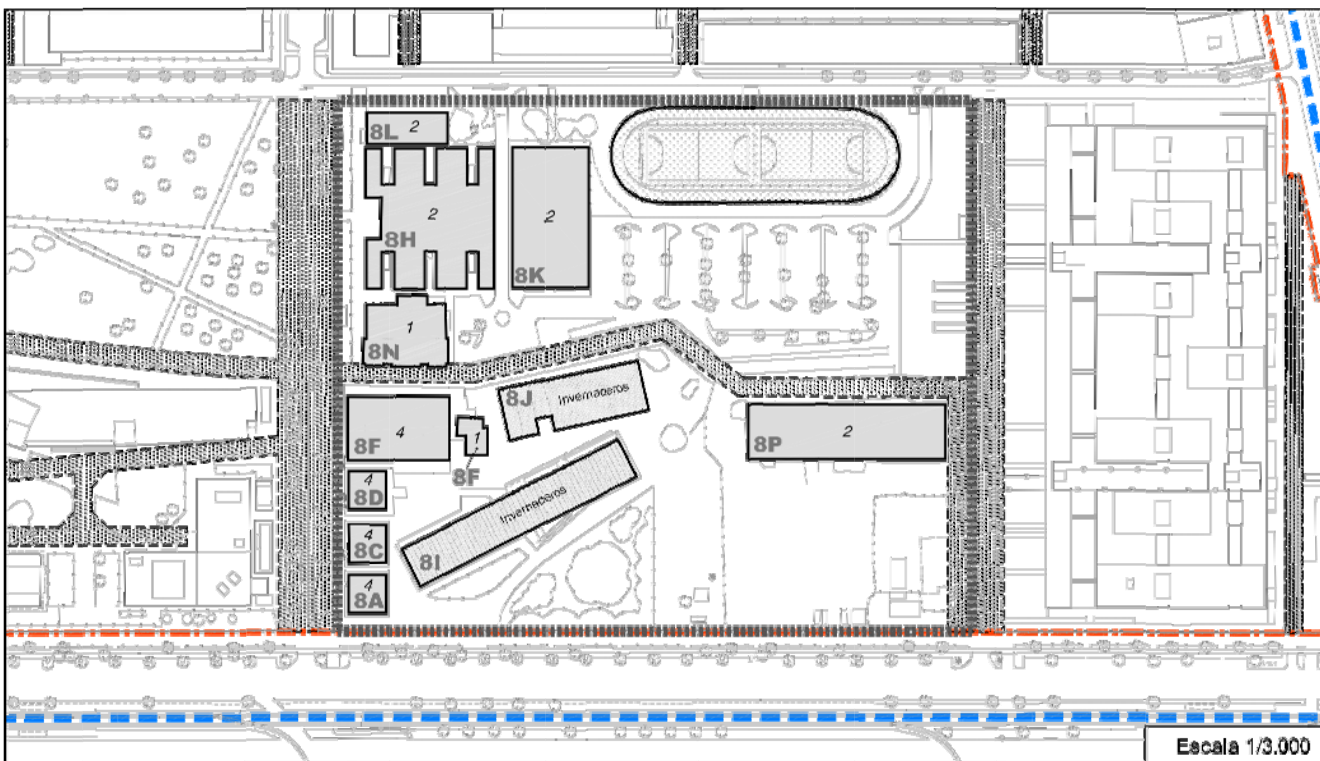 8L
2
2
8H
2
8K
1
8N
8J
Invernaderos
4
8F
1
8F
2
8P
4
8D
Invernaderos
8I
4
8C
4
8A
Escala 1/3.000